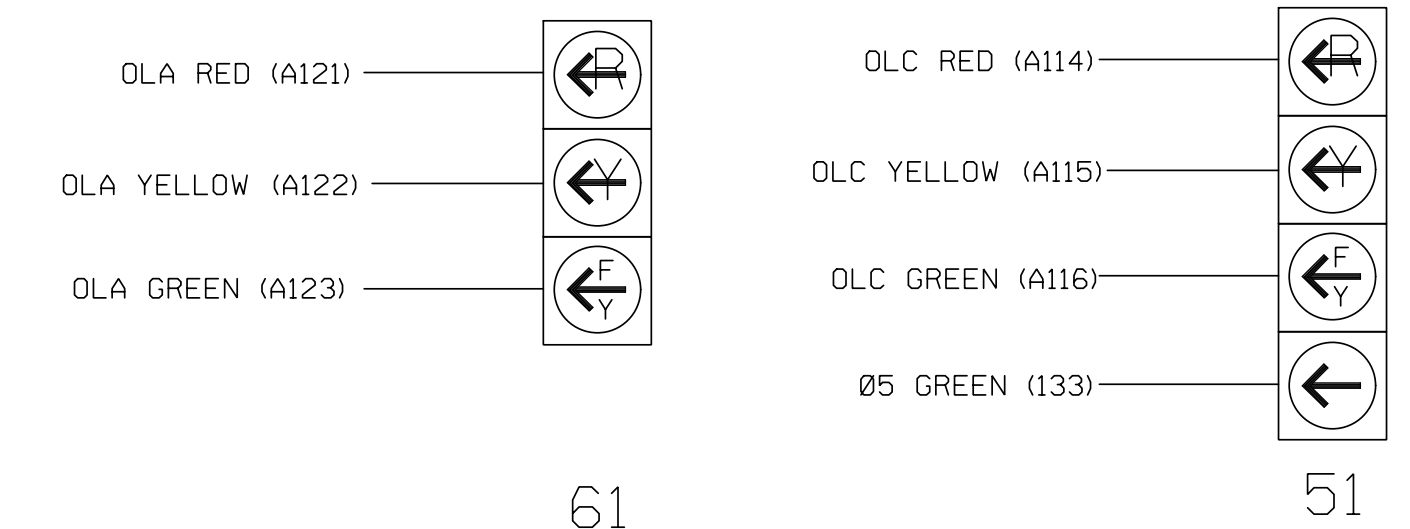 OLA RED (A121)
R
OLA YELLOW (A122)
Y
OLA GREEN (A123)
F
Y
61
OLC RED (A114)
R
OLC YELLOW (A115)
Y
OLC GREEN (A116)
F
Y
Ø5 GREEN (133)
51